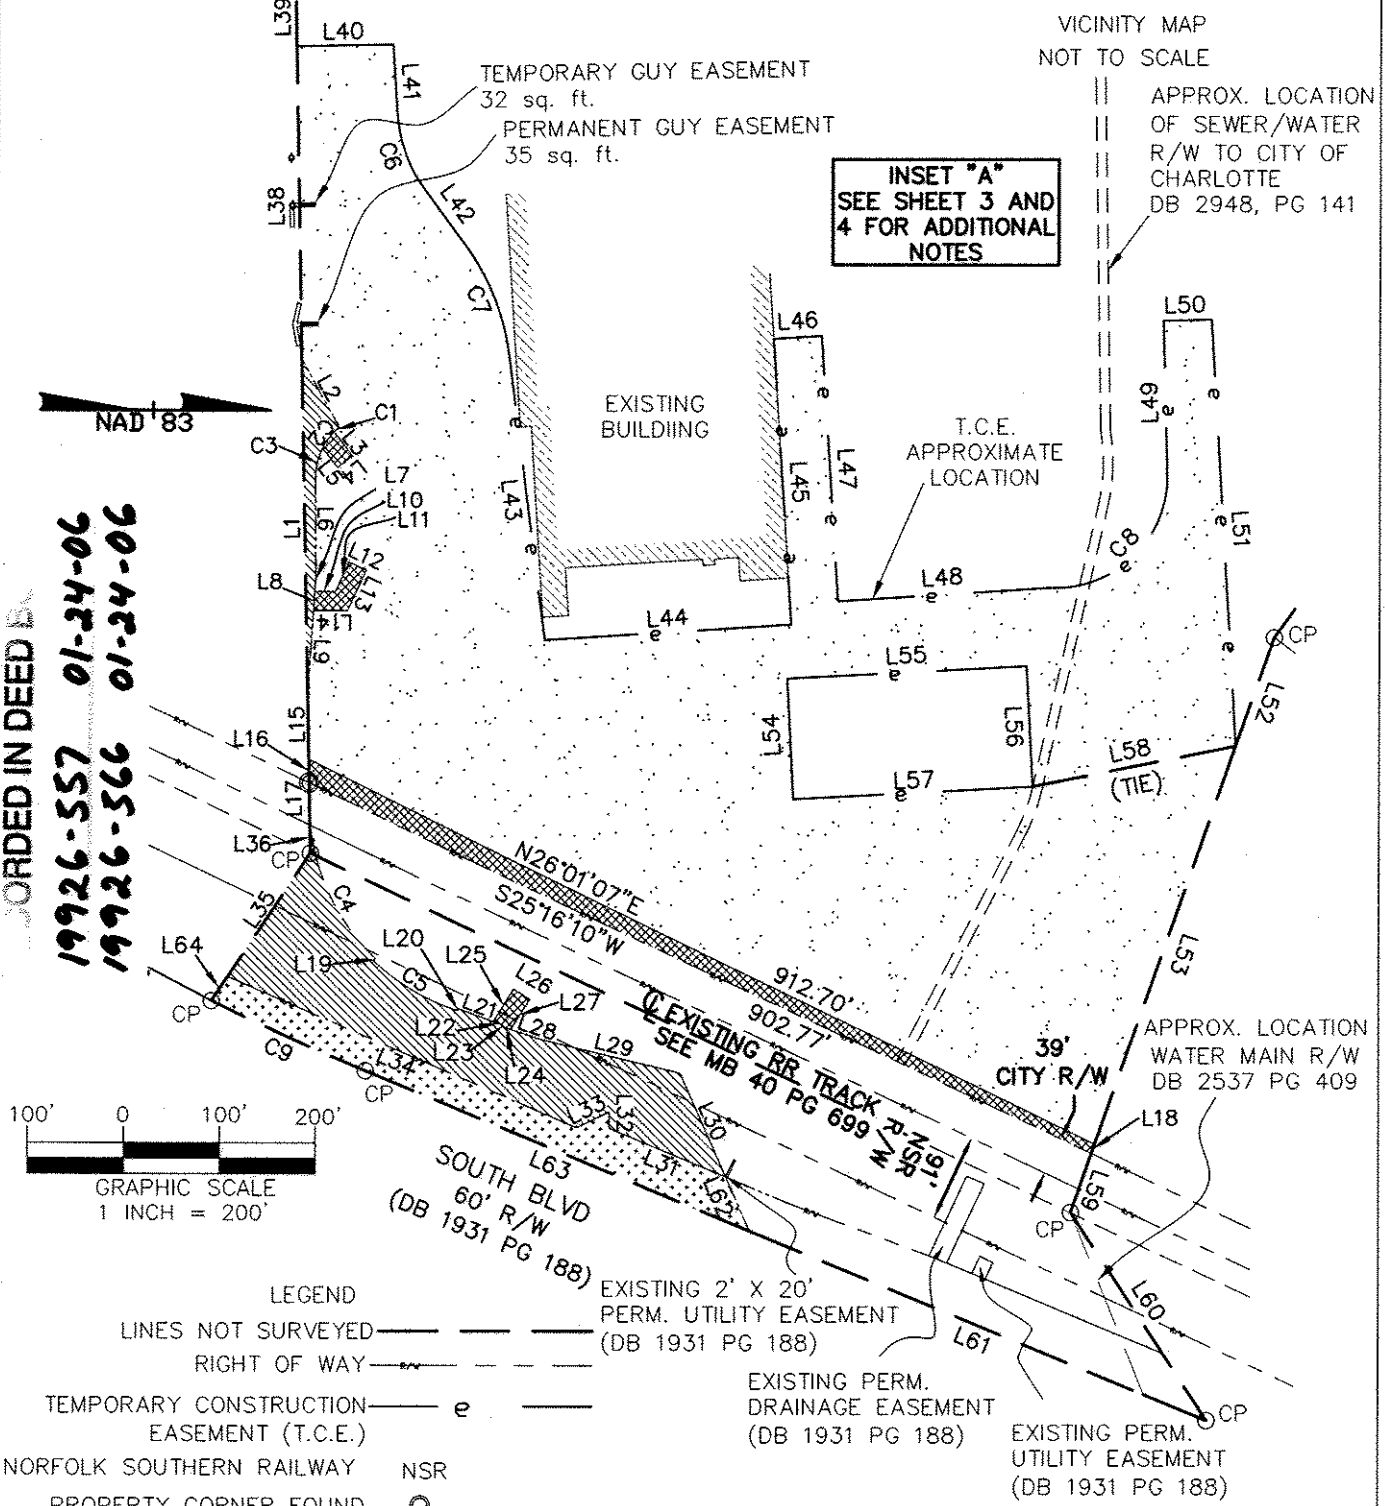 L39
L40
L41
C6
L42
C7
L38
TEMPORARY GUY EASEMENT
32 sq. ft.
PERMANENT GUY EASEMENT
35 sq. ft.
VICINITY MAP
NOT TO SCALE
APPROX. LOCATION
OF SEWER/WATER
R/W TO CITY OF
CHARLOTTE
DB 2948, PG 141
INSET "A"
SEE SHEET 3 AND
4 FOR ADDITIONAL
NOTES
L46
L50
L49
e
e
e
NAD 83
L2
C1
C3
L3
L4
L5
EXISTING
BUILDIING
T.C.E.
APPROXIMATE
LOCATION
L45
L47
L43
e
e
e
e
e
L51
L1
L6
L7
L10
L11
L12
L13
L8
L14
L9
L44
e
L48
e
C8
e
e
CP
L52
L55
e
L54
L56
L57
e
L58
(TIE)
ORDED IN DEED
19926-557 01-24-06
19926-566 01-24-06
L15
L16
L17
L36
CP
L35
C4
N26°01'07"E
S25°16'10"W
912.70'
902.77'
L53
L64
L19
L20
L25
L26
C5
L21
L27
L22
L28
L23
L24
L29
CP
C9
L34
CP
L33
L32
L30
L31
L63
L62
℄ EXISTING RR TRACK
SEE MB 40 PG 699
91'
NSR
R/W
39'
CITY R/W
L18
APPROX. LOCATION
WATER MAIN R/W
DB 2537 PG 409
L59
CP
L60
L61
CP
100' 0 100' 200'
GRAPHIC SCALE
1 INCH = 200'
SOUTH BLVD
60' R/W
(DB 1931 PG 188)
EXISTING 2' X 20'
PERM. UTILITY EASEMENT
(DB 1931 PG 188)
EXISTING PERM.
DRAINAGE EASEMENT
(DB 1931 PG 188)
EXISTING PERM.
UTILITY EASEMENT
(DB 1931 PG 188)
LEGEND
LINES NOT SURVEYED
RIGHT OF WAY
TEMPORARY CONSTRUCTION e
EASEMENT (T.C.E.)
NORFOLK SOUTHERN RAILWAY NSR
PROPERTY CORNER FOUND